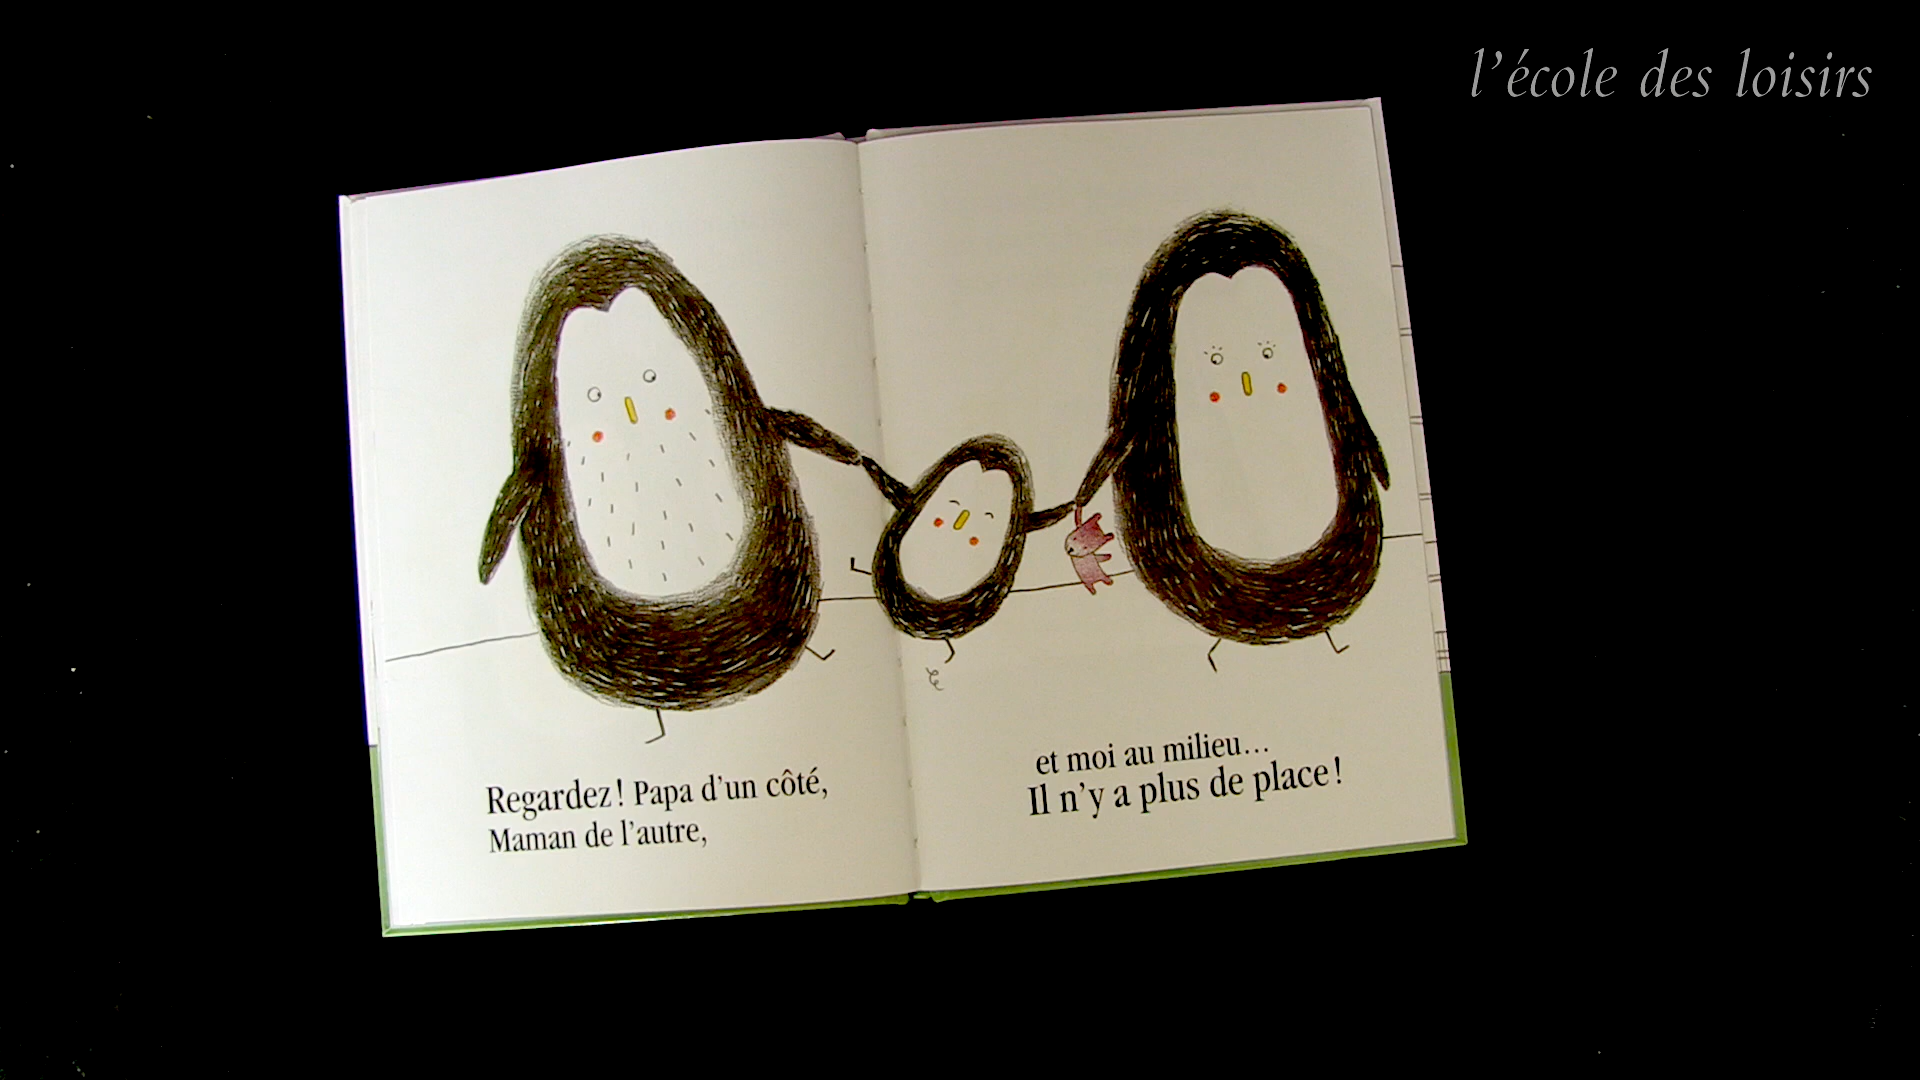 l'école des loisirs
Regardez ! Papa d'un côté,
Maman de l'autre,
et moi au milieu...
Il n'y a plus de place !